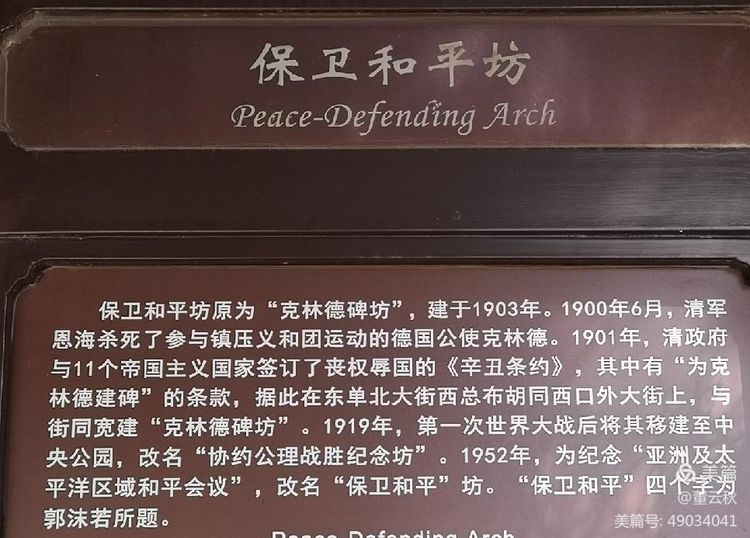 保卫和平坊
Peace-Defending Arch
保卫和平坊原为“克林德碑坊”，建于1903年。1900年6月，清军
恩海杀死了参与镇压义和团运动的德国公使克林德。1901年，清政府
与11个帝国主义国家签订了丧权辱国的《辛丑条约》，其中有“为克
林德建碑”的条款，据此在东单北大街西总布胡同西口外大街上，与
街同宽建“克林德碑坊”。1919年，第一次世界大战后将其移建至中
央公园，改名“协约公理战胜纪念坊”。1952年，为纪念“亚洲及太
平洋区域和平会议”，改名“保卫和平”坊。“保卫和平”四个字为
郭沫若所题。
Peace-Defending Arch
美篇
@董云秋
美篇号: 49034041